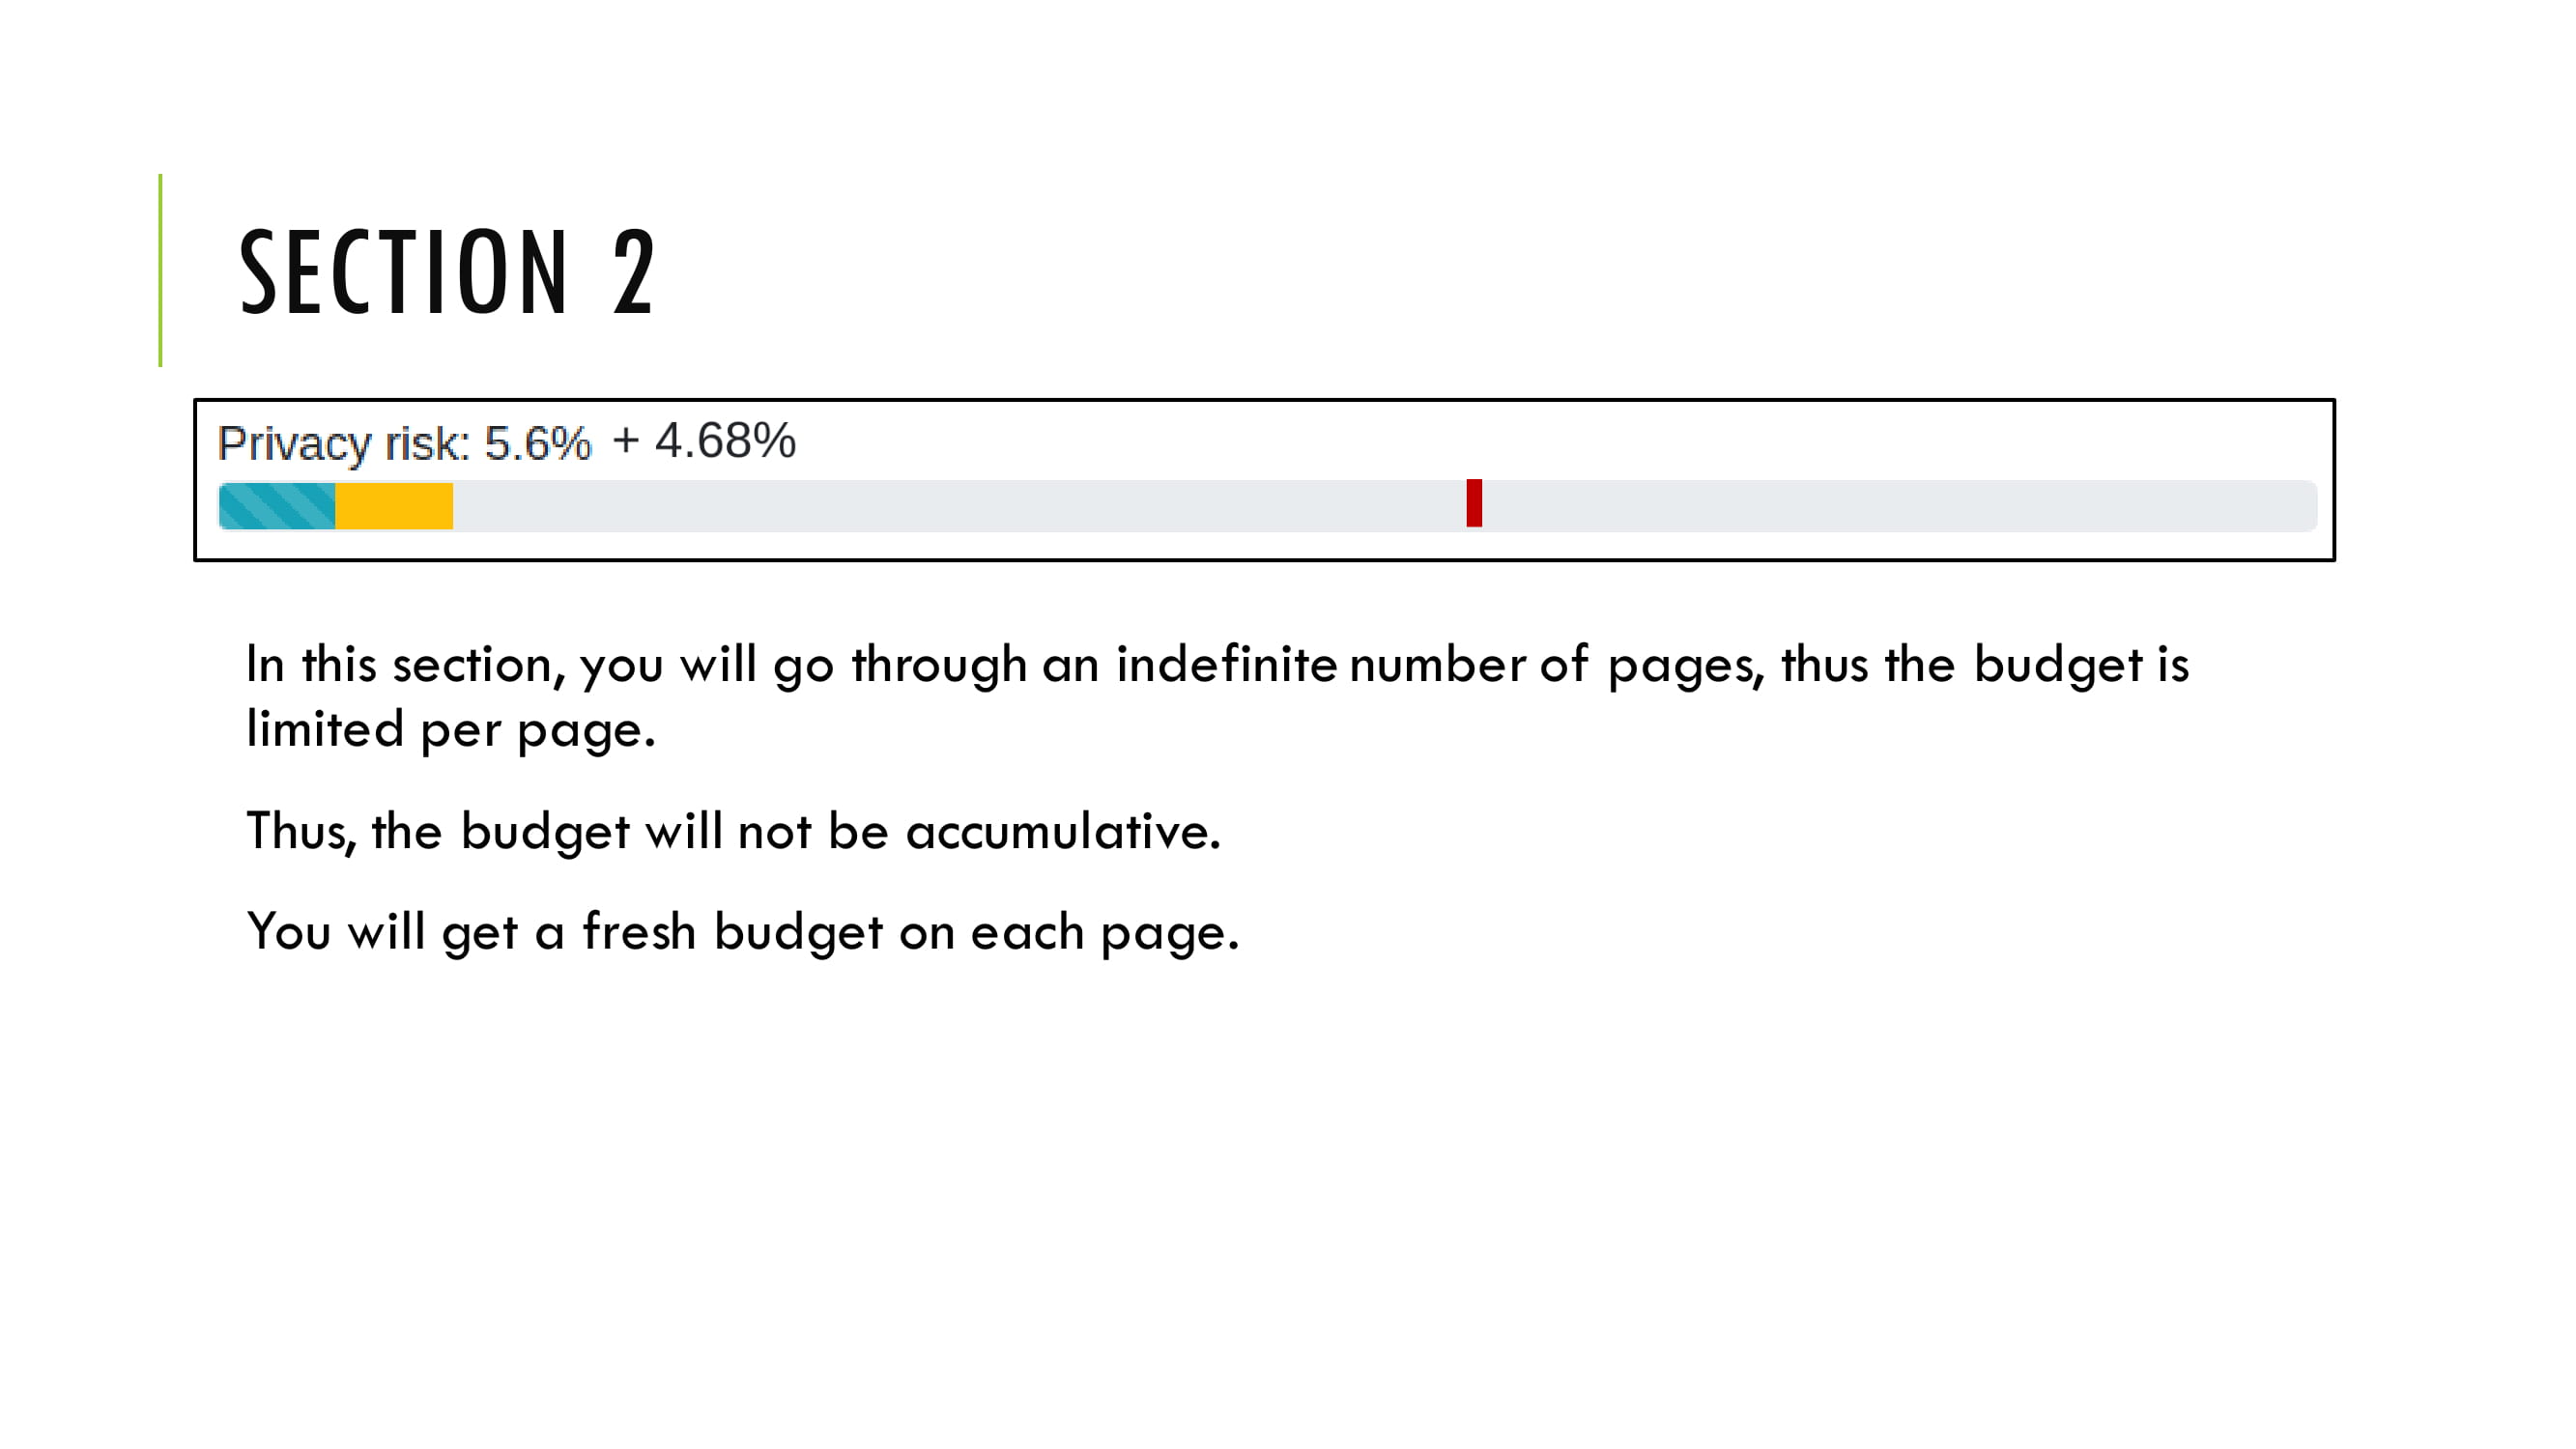 SECTION 2
Privacy risk: 5.6% + 4.68%
In this section, you will go through an indefinite number of pages, thus the budget is
limited per page.
Thus, the budget will not be accumulative.
You will get a fresh budget on each page.